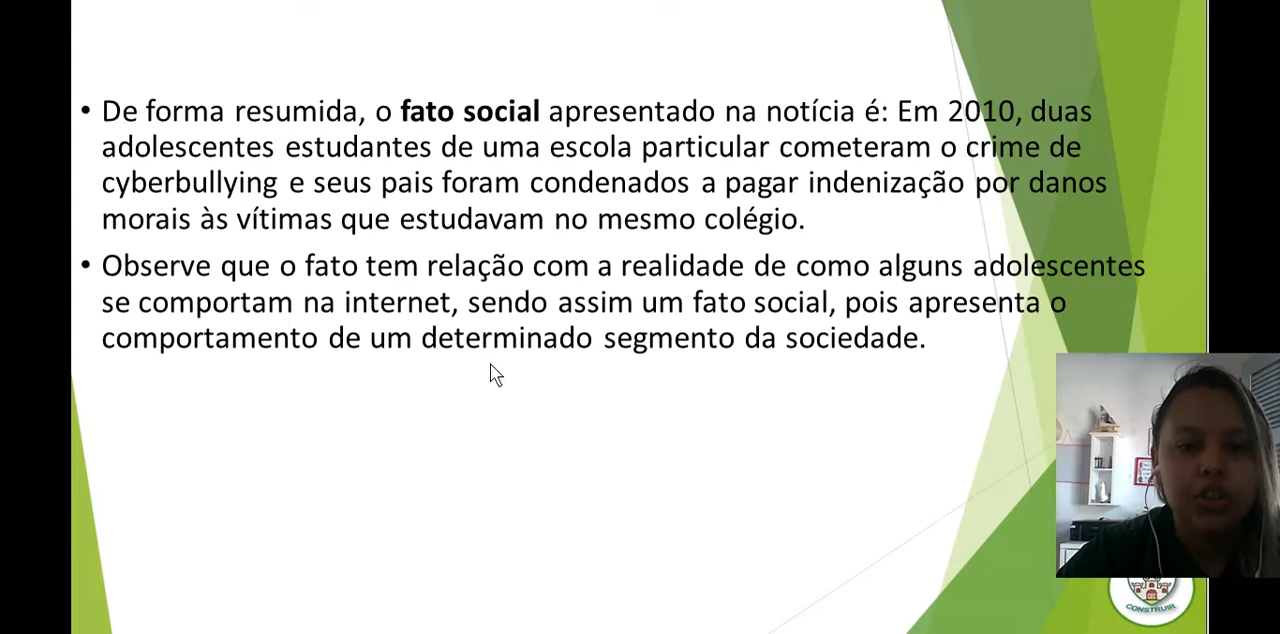 • De forma resumida, o fato social apresentado na notícia é: Em 2010, duas
adolescentes estudantes de uma escola particular cometeram o crime de
cyberbullying e seus pais foram condenados a pagar indenização por danos
morais às vítimas que estudavam no mesmo colégio.
• Observe que o fato tem relação com a realidade de como alguns adolescentes
se comportam na internet, sendo assim um fato social, pois apresenta o
comportamento de um determinado segmento da sociedade.
CEC
CONSTRUIR